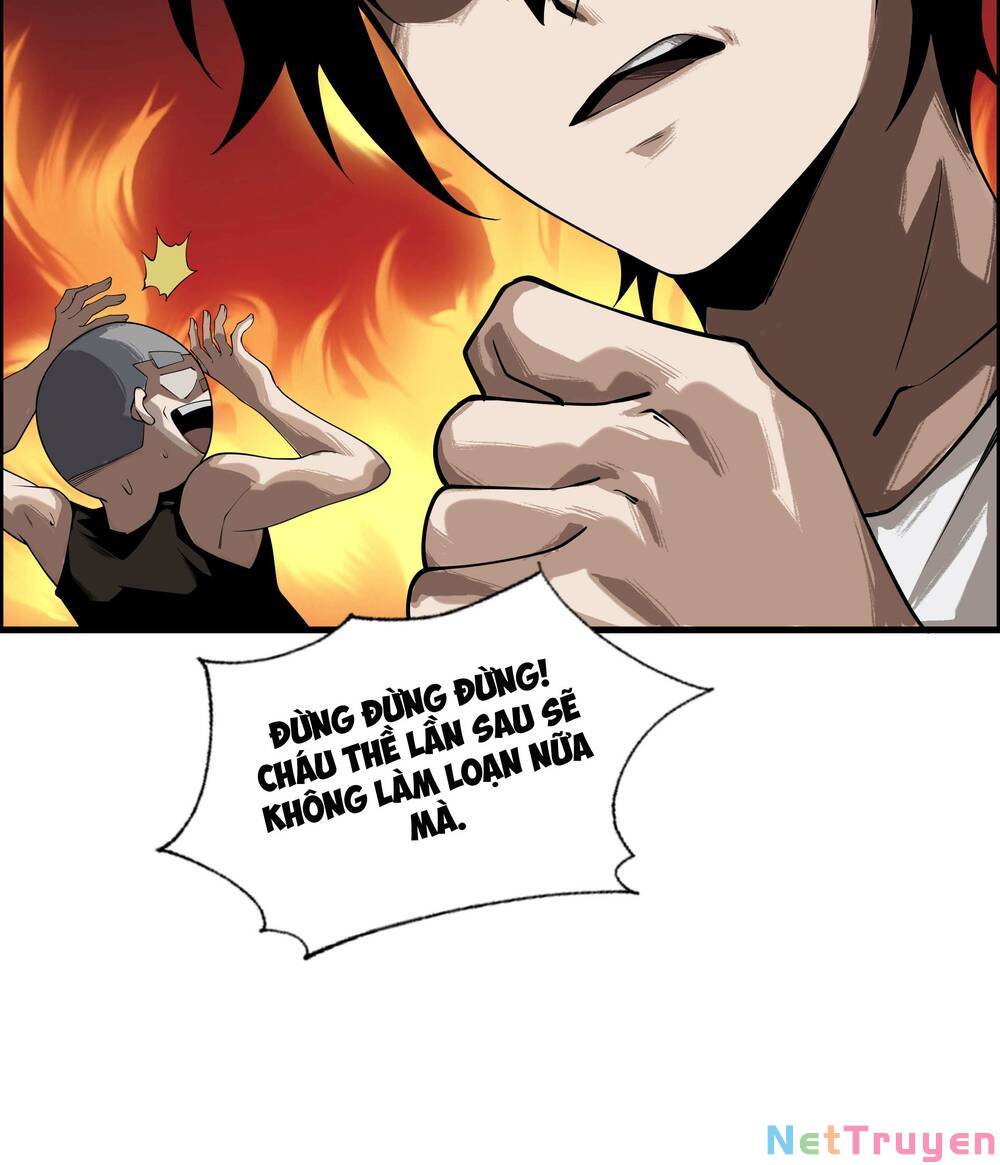 ĐỪNG ĐỪNG ĐỪNG!
CHÁU THỀ LẦN SAU SẼ
KHÔNG LÀM LOẠN NỮA
MÀ.
NetTruyen